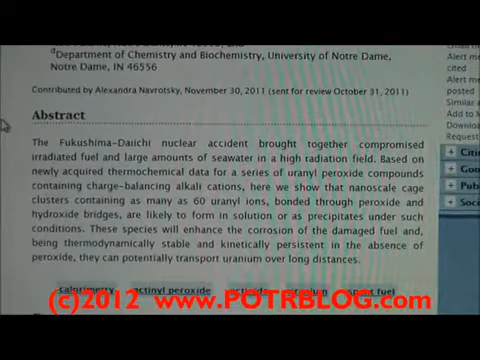 ᵈDepartment of Chemistry and Biochemistry, University of Notre Dame,
Notre Dame, IN 46556
Contributed by Alexandra Navrotsky, November 30, 2011 (sent for review October 31, 2011)
Abstract
The Fukushima-Daiichi nuclear accident brought together compromised
irradiated fuel and large amounts of seawater in a high radiation field. Based on
newly acquired thermochemical data for a series of uranyl peroxide compounds
containing charge-balancing alkali cations, here we show that nanoscale cage
clusters containing as many as 60 uranyl ions, bonded through peroxide and
hydroxide bridges, are likely to form in solution or as precipitates under such
conditions. These species will enhance the corrosion of the damaged fuel and,
being thermodynamically stable and kinetically persistent in the absence of
peroxide, they can potentially transport uranium over long distances.
calorimetry actinyl peroxide spent fuel
(c)2012 www.POTRBLOG.com
Alert me
cited
Alert me
posted
Similar a
Add to M
Downloa
Request
+ Citi
+ Goo
+ Pub
+ Soci